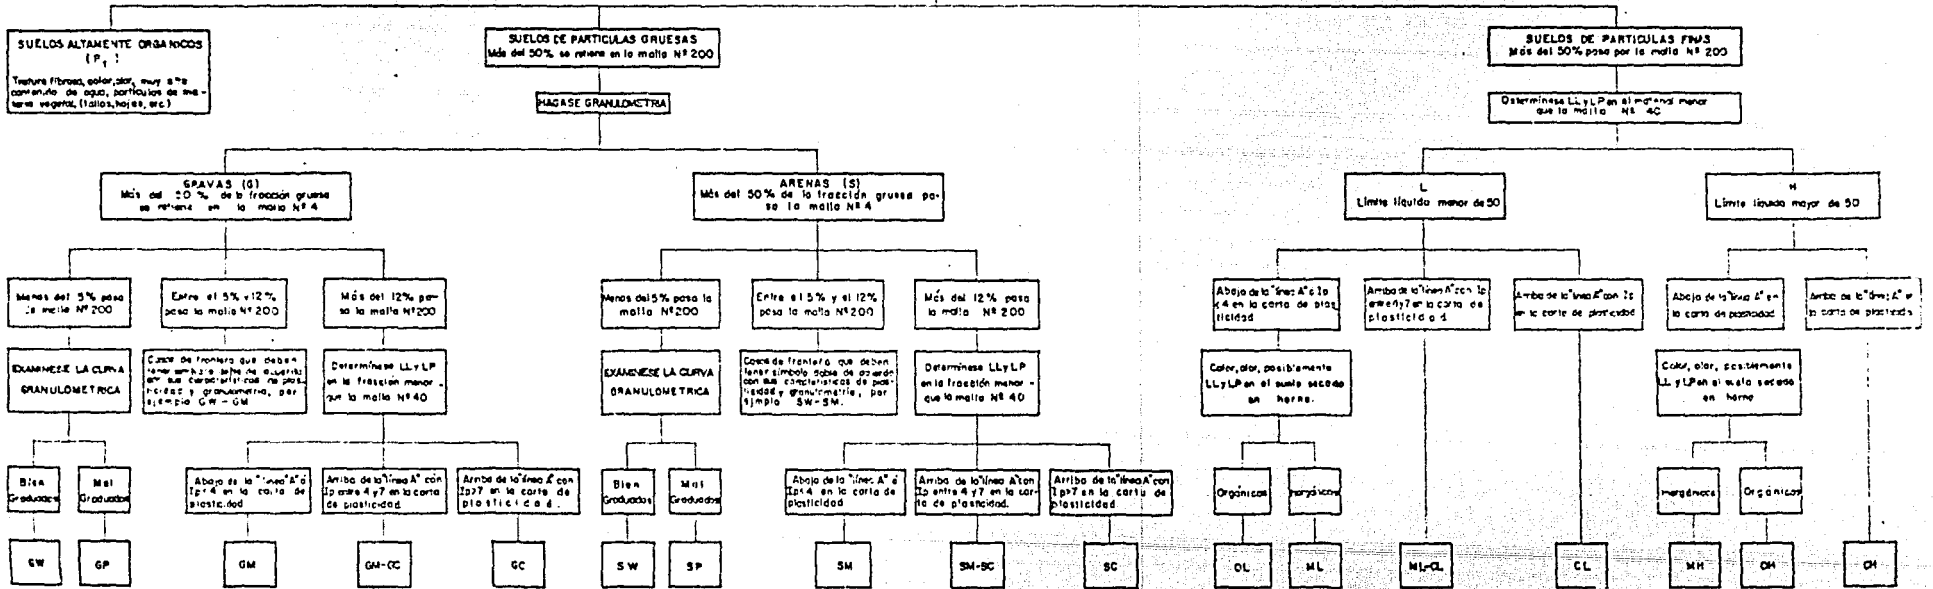 SUELOS ALTAMENTE ORGANICOS
(Pt)
Textura fibrosa, color, olor, muy alto
contenido de agua, partículas de ma-
teria vegetal, (tallos, hojas, etc.)
SUELOS DE PARTICULAS GRUESAS
Más del 50% se retiene en la malla Nº 200
HAGASE GRANULOMETRIA
SUELOS DE PARTICULAS FINAS
Más del 50% pasa por la malla Nº 200
Determínese LL y LP en el material menor
que la malla Nº 40
GRAVAS (G)
Más del 50 % de la fracción gruesa
se retiene en la malla Nº 4
ARENAS (S)
Más del 50% de la fracción gruesa pa-
sa la malla Nº 4
L
Límite líquido menor de 50
H
Límite líquido mayor de 50
Menos del 5% pasa
la malla Nº 200
Entre el 5% y 12%
pasa la malla Nº 200
Más del 12% pa-
sa la malla Nº 200
Menos del 5% pasa la
malla Nº 200
Entre el 5% y el 12%
pasa la malla Nº 200
Más del 12% pasa
la malla Nº 200
Abajo de la "línea A" ó Ip
< 4 en la carta de plas-
ticidad
Arriba de la "línea A" con Ip
entre 4 y 7 en la carta de
plasticidad
Arriba de la "línea A" con Ip
en la carta de plasticidad
Abajo de la "línea A" en
la carta de plasticidad
Arriba de la "línea A" en
la carta de plasticidad
EXAMINESE LA CURVA
GRANULOMETRICA
Casos de frontera que deben
tener símbolo doble de acuerdo
con sus características de plas-
ticidad y granulometría, por
ejemplo GW-GM
Determínese LL y LP
en la fracción menor
que la malla Nº 40
EXAMINESE LA CURVA
GRANULOMETRICA
Casos de frontera que deben
tener símbolo doble de acuerdo
con sus características de plas-
ticidad y granulometría, por
ejmplo SW-SM.
Determínese LL y LP
en la fracción menor-
que la malla Nº 40
Color, olor, posiblemente
LL y LP en el suelo secado
en horno.
Color, olor, posiblemente
LL y LP en el suelo secado
en horno
Bien
Graduados
Mal
Graduados
Abajo de la "línea A" ó
Ip<4 en la carta de
plasticidad
Arriba de la "línea A" con
Ip entre 4 y 7 en la carta
de plasticidad
Arriba de la "línea A" con
Ip>7 en la carta de
plasticidad.
Bien
Graduados
Mal
Graduados
Abajo de la "línea A" ó
Ip<4 en la carta de
plasticidad
Arriba de la "línea A" con
Ip entre 4 y 7 en la car-
ta de plasticidad.
Arriba de la "línea A" con
Ip>7 en la carta de
plasticidad
Orgánicos
Inorgánicos
Inorgánicos
Orgánicos
GW
GP
GM
GM-GC
GC
SW
SP
SM
SM-SC
SC
OL
ML
ML-CL
CL
MH
OH
CH